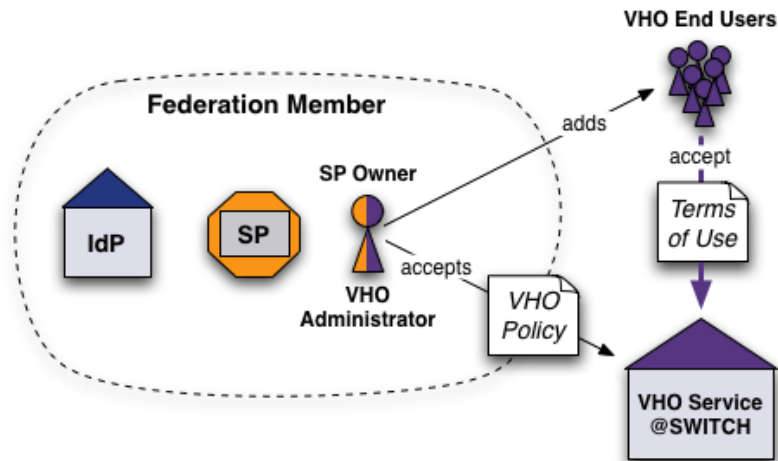 VHO End Users
Federation Member
adds
accept
SP Owner
Terms
of Use
IdP
SP
accepts
VHO
Administrator
VHO
Policy
VHO Service
@SWITCH